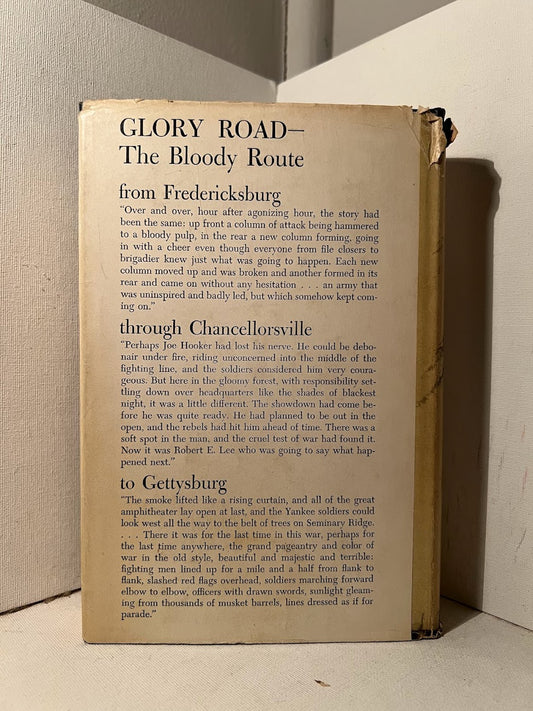 GLORY ROAD—
The Bloody Route
from Fredericksburg
"Over and over, hour after agonizing hour, the story had
been the same: up front a column of attack being hammered
to a bloody pulp, in the rear a new column forming, going
in with a cheer even though everyone from file closers to
brigadier knew just what was going to happen. Each new
column moved up and was broken and another formed in its
rear and came on without any hesitation . . . an army that
was uninspired and badly led, but which somehow kept com-
ing on."
through Chancellorsville
"Perhaps Joe Hooker had lost his nerve. He could be debo-
nair under fire, riding unconcerned into the middle of the
fighting line, and the soldiers considered him very coura-
geous. But here in the gloomy forest, with responsibility set-
tling down over headquarters like the shades of blackest
night, it was a little different. The showdown had come be-
fore he was quite ready. He had planned to be out in the
open, and the rebels had hit him ahead of time. There was a
soft spot in the man, and the cruel test of war had found it.
Now it was Robert E. Lee who was going to say what hap-
pened next."
to Gettysburg
"The smoke lifted like a rising curtain, and all of the great
amphitheater lay open at last, and the Yankee soldiers could
look west all the way to the belt of trees on Seminary Ridge.
. . . There it was for the last time in this war, perhaps for
the last time anywhere, the grand pageantry and color of
war in the old style, beautiful and majestic and terrible:
fighting men lined up for a mile and a half from flank to
flank, slashed red flags overhead, soldiers marching forward
elbow to elbow, officers with drawn swords, sunlight gleam-
ing from thousands of musket barrels, lines dressed as if for
parade."